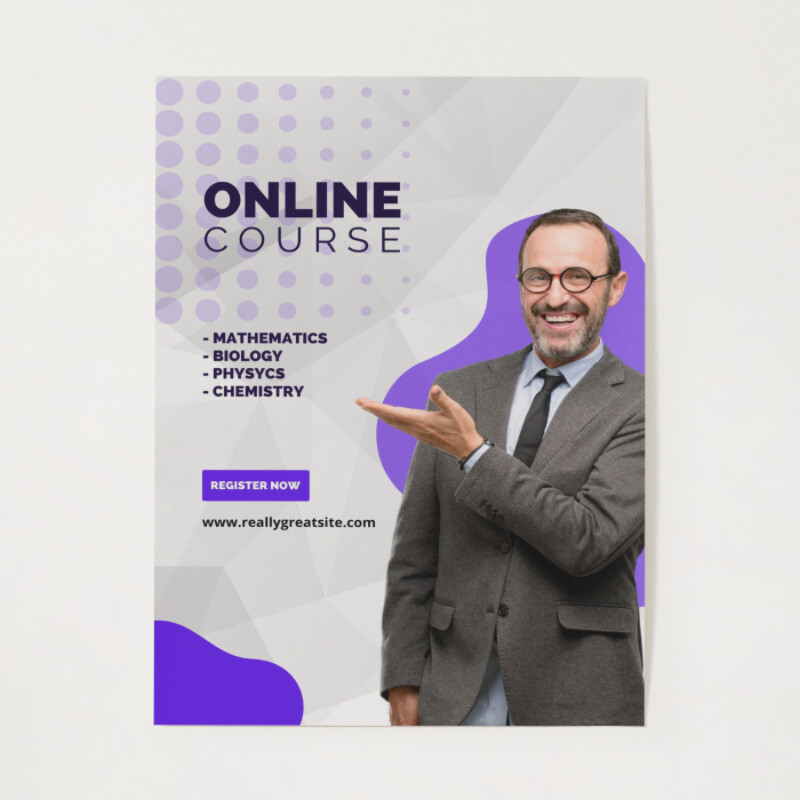 ONLINE
COURSE
- MATHEMATICS
- BIOLOGY
- PHYSYCS
- CHEMISTRY
REGISTER NOW
www.reallygreatsite.com